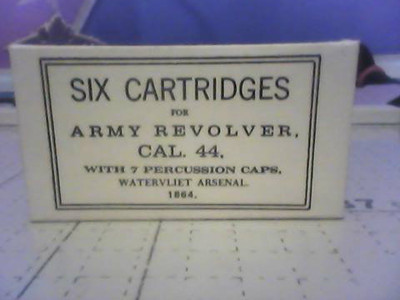 SIX CARTRIDGES
FOR
ARMY REVOLVER,
CAL. 44,
WITH 7 PERCUSSION CAPS,
WATERVLIET ARSENAL.
1864.